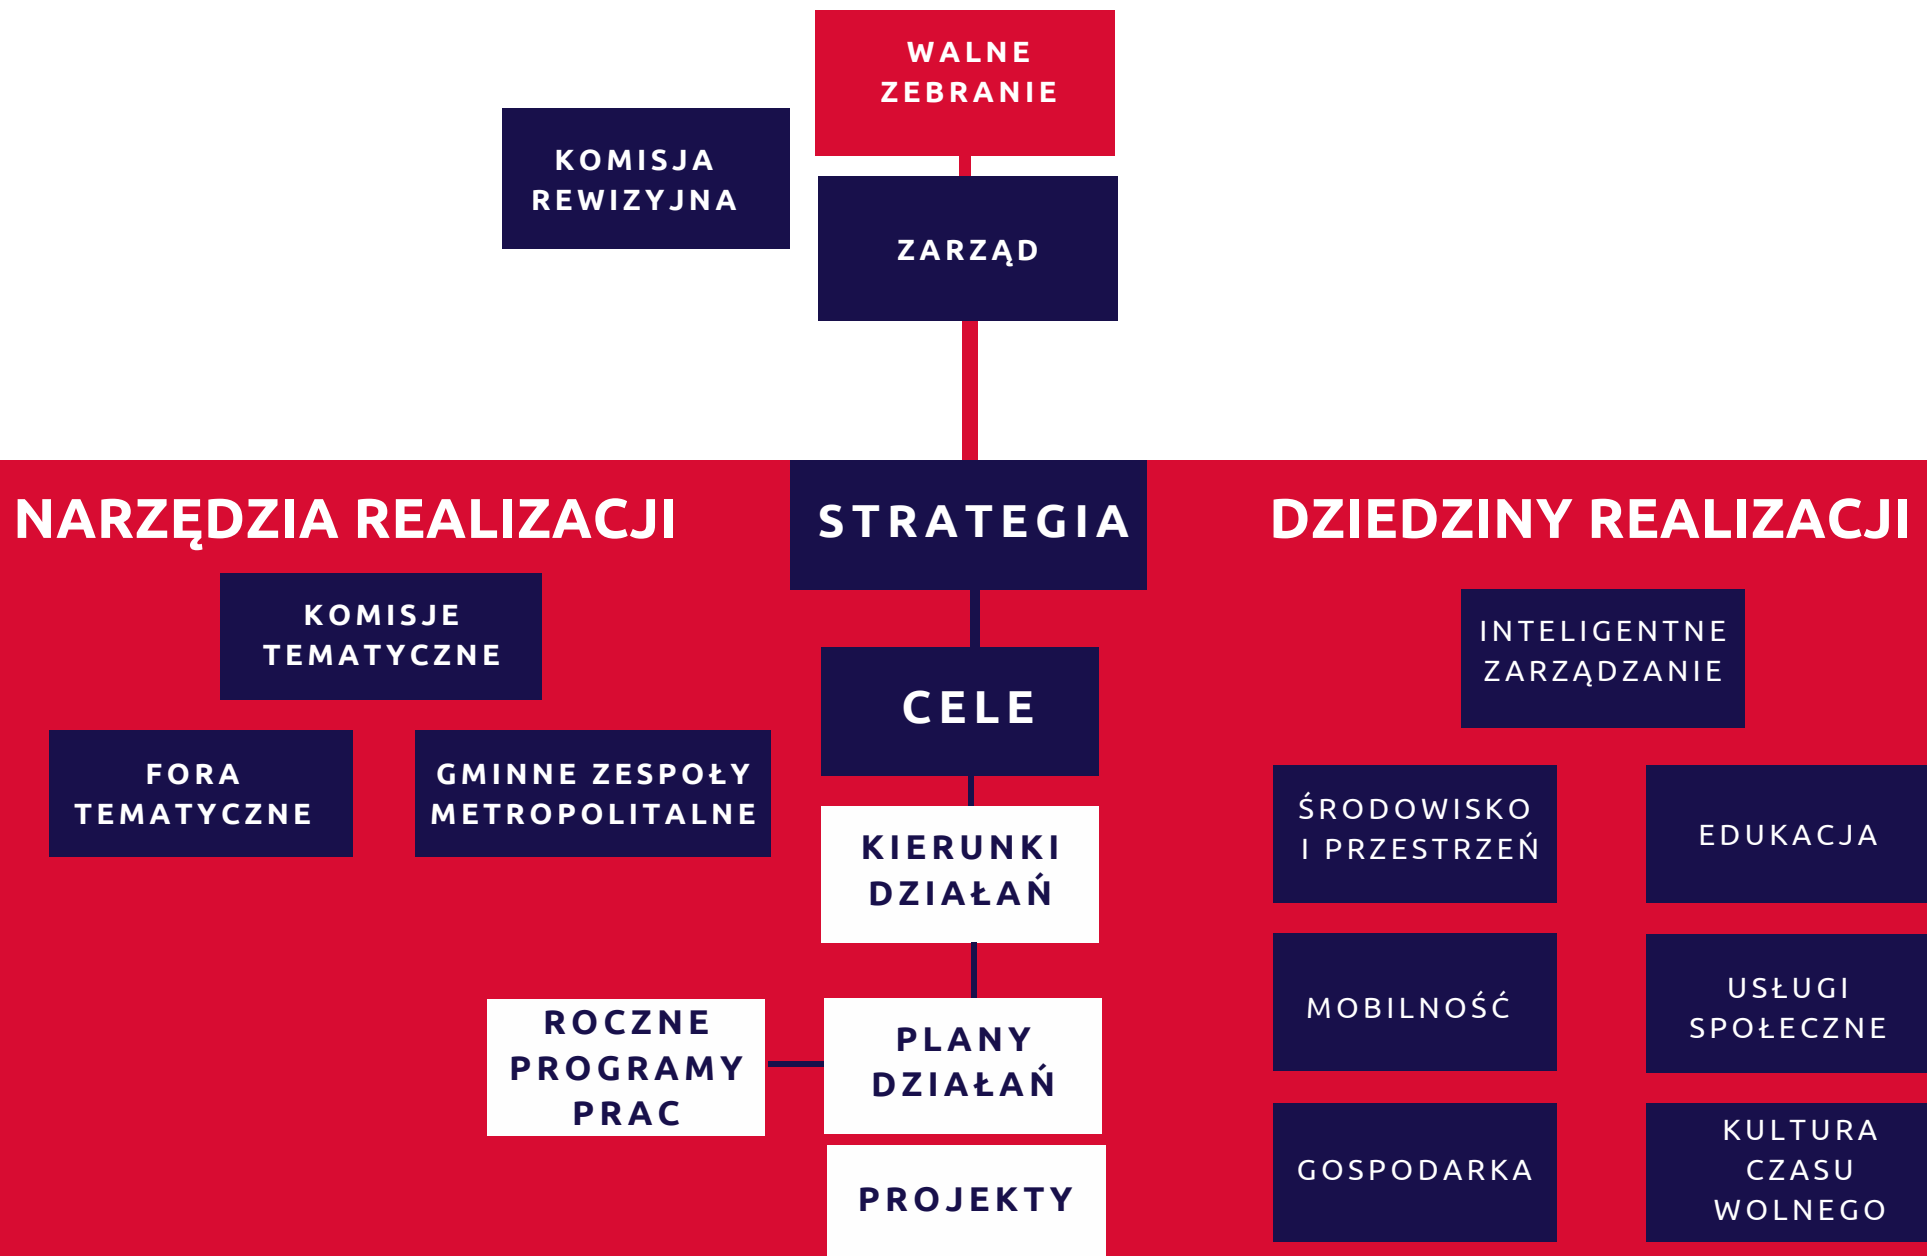 WALNE
ZEBRANIE
KOMISJA
REWIZYJNA
ZARZĄD
NARZĘDZIA REALIZACJI
STRATEGIA
DZIEDZINY REALIZACJI
KOMISJE
TEMATYCZNE
FORA
TEMATYCZNE
GMINNE ZESPOŁY
METROPOLITALNE
CELE
KIERUNKI
DZIAŁAŃ
ROCZNE
PROGRAMY
PRAC
PLANY
DZIAŁAŃ
PROJEKTY
INTELIGENTNE
ZARZĄDZANIE
ŚRODOWISKO
I PRZESTRZEŃ
EDUKACJA
MOBILNOŚĆ
USŁUGI
SPOŁECZNE
GOSPODARKA
KULTURA
CZASU
WOLNEGO